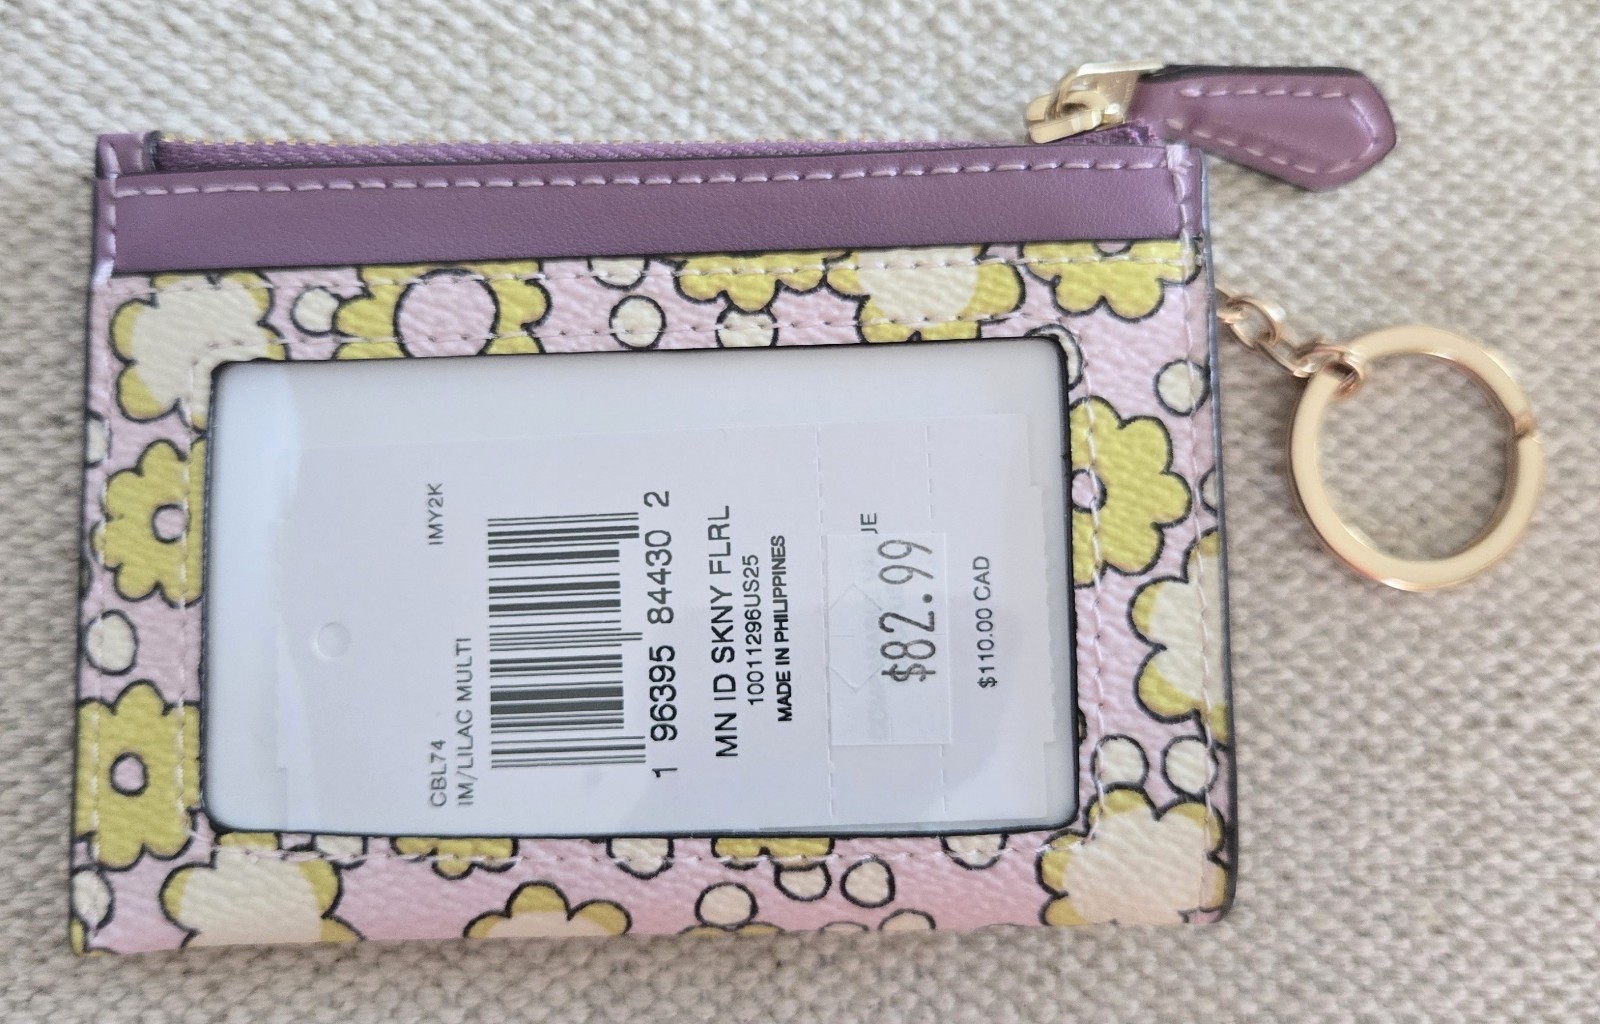 CBL74 IMY2K
IM/LILAC MULTI
1 96395 84430 2
MN ID SKNY FLRL
10011296US25
MADE IN PHILIPPINES
UE
$82.99
$110.00 CAD